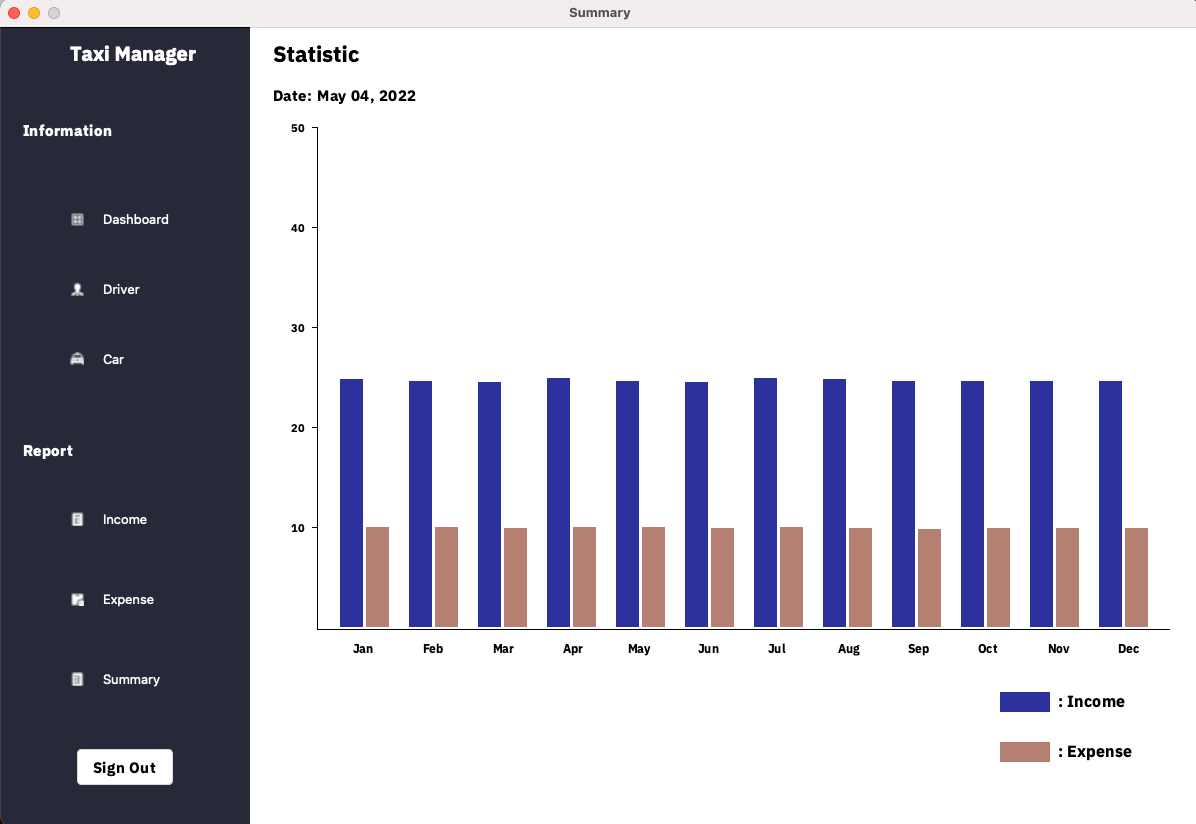 Summary
Taxi Manager
Information
Dashboard
Driver
Car
Report
Income
Expense
Summary
Sign Out
Statistic
Date: May 04, 2022
50
40
30
20
10
Jan Feb Mar Apr May Jun Jul Aug Sep Oct Nov Dec
: Income
: Expense